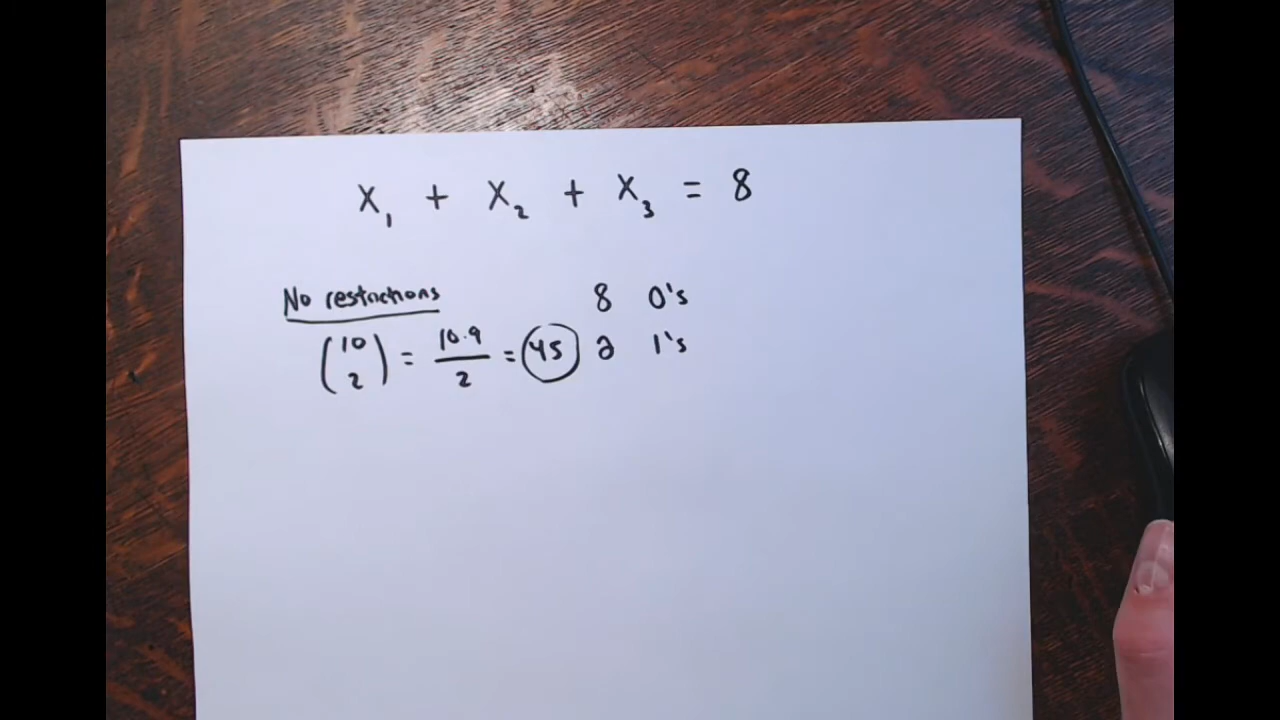 X₁ + X₂ + X₃ = 8
No restrictions 8 0's
(10 2) = 10·9/2 = 45 2 1's